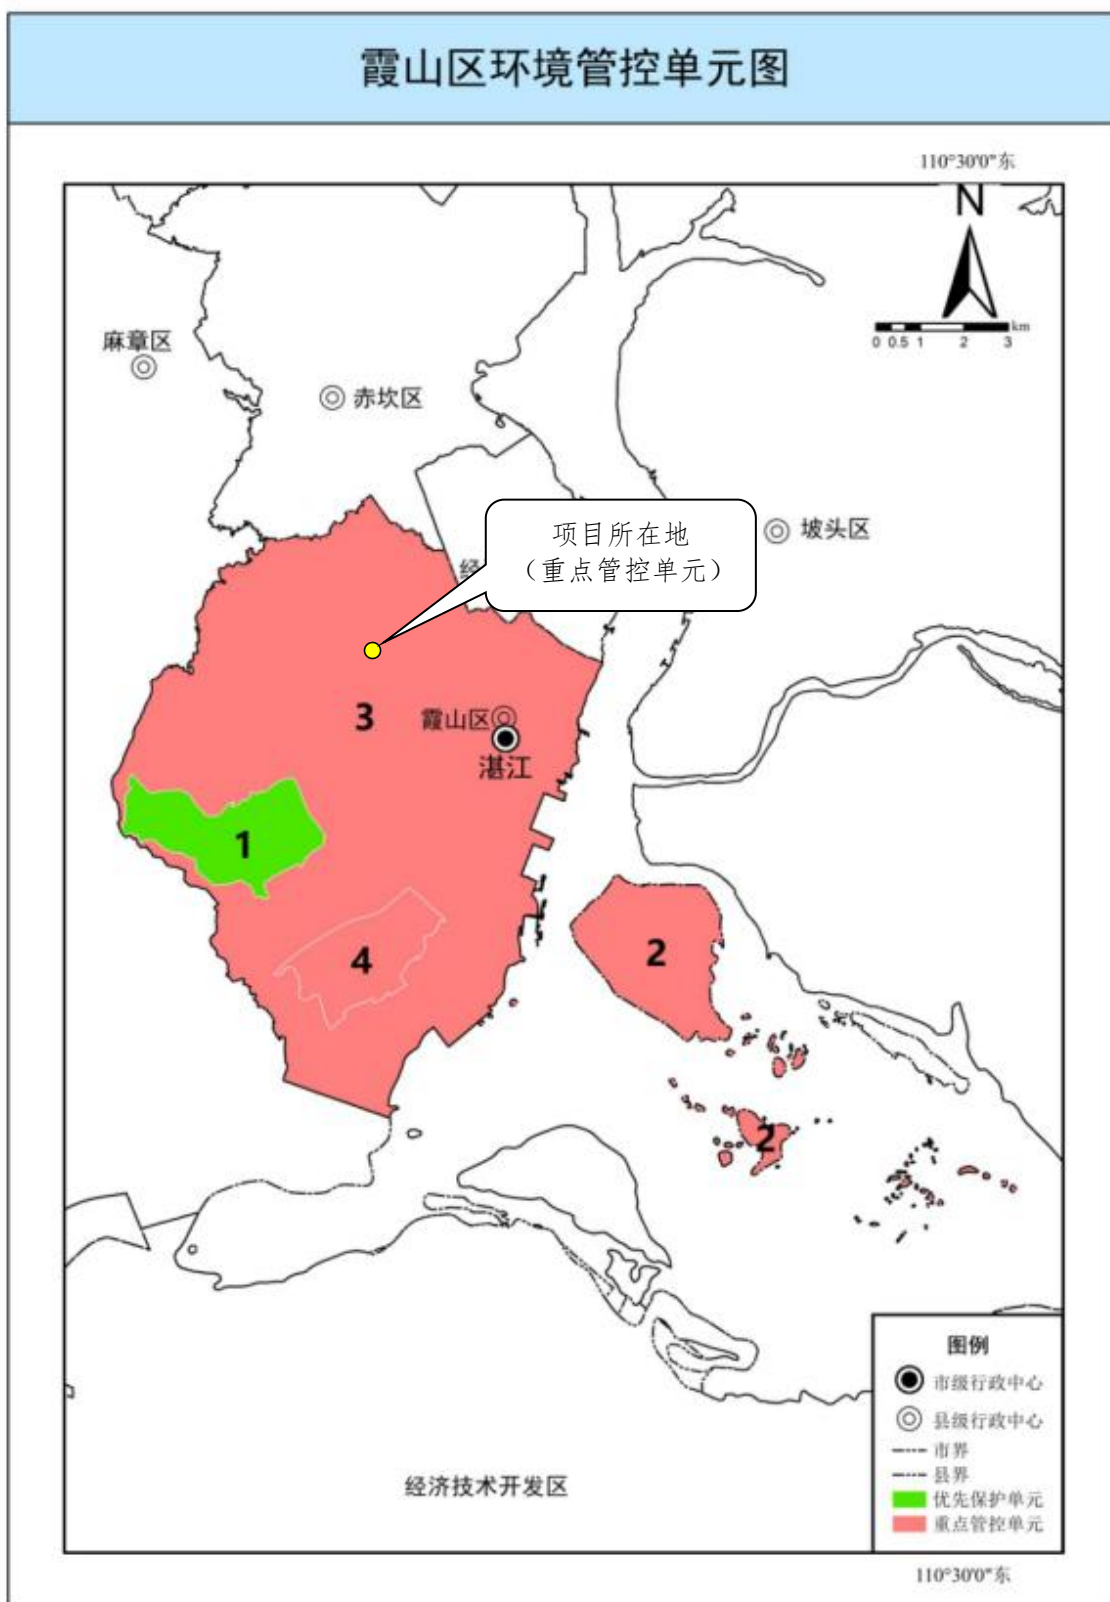 霞山区环境管控单元图
110°30'0"东
N
km
0 0.5 1 2 3
麻章区
赤坎区
坡头区
项目所在地
（重点管控单元）
经
3
霞山区
湛江
1
4
2
2
图例
市级行政中心
县级行政中心
市界
县界
优先保护单元
重点管控单元
经济技术开发区
110°30'0"东